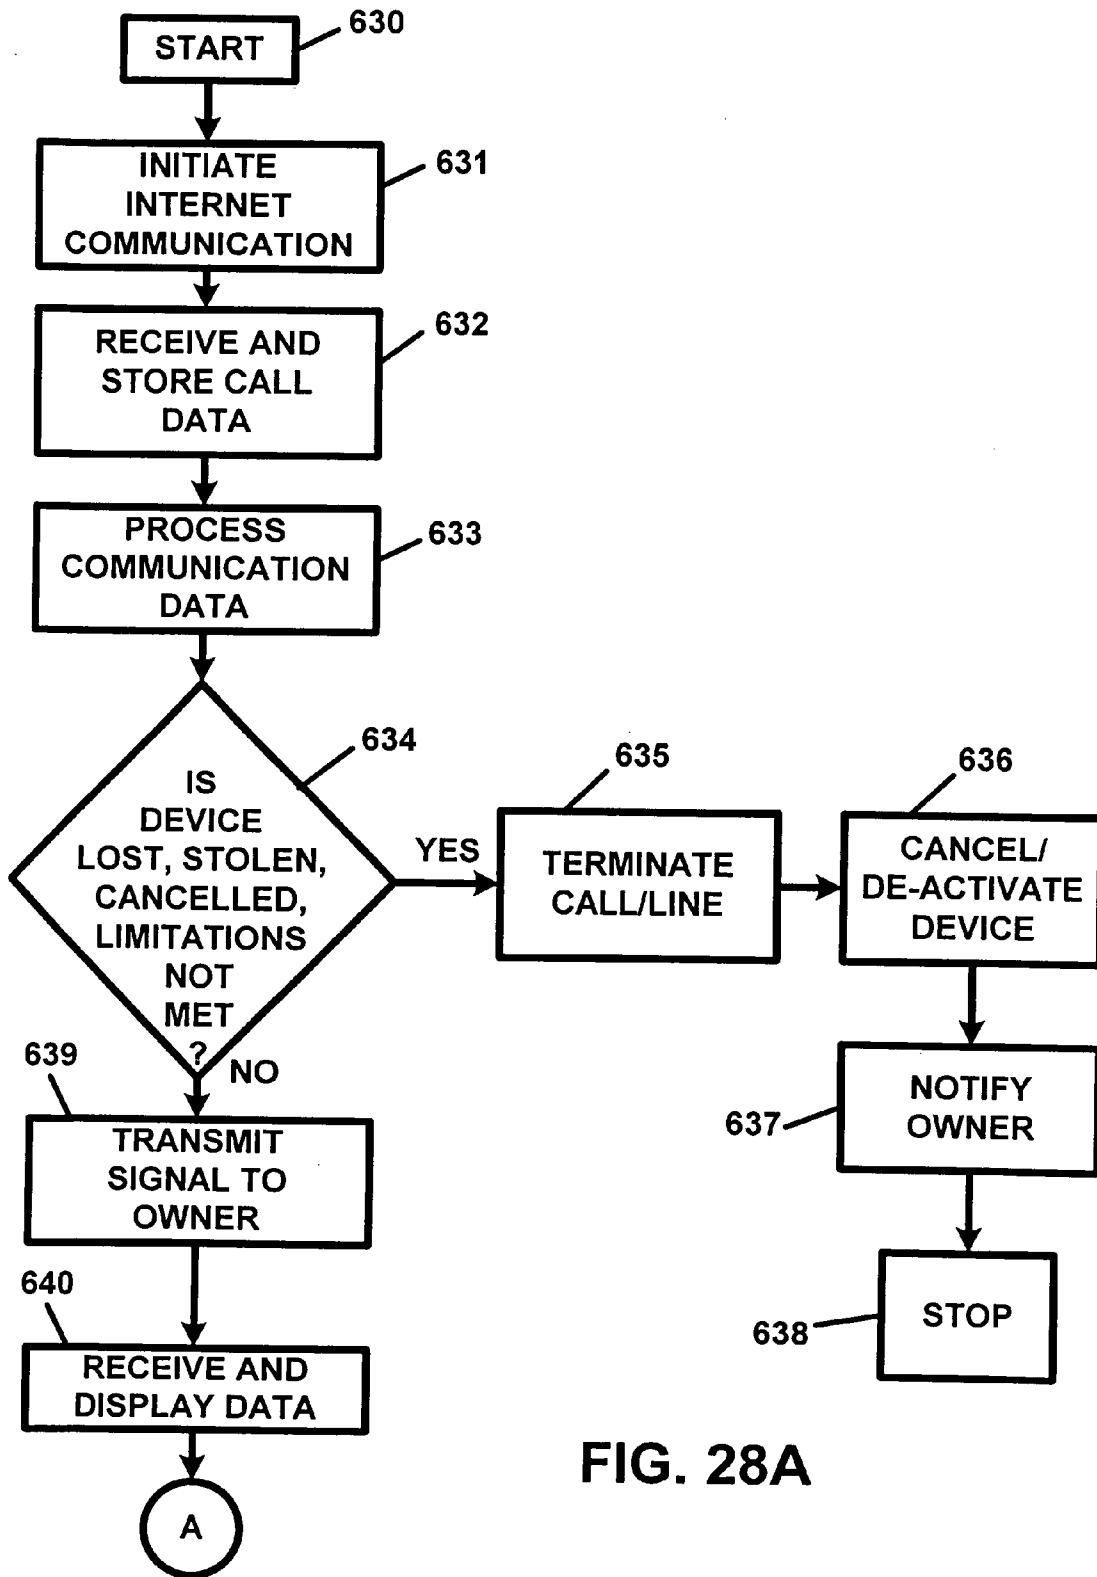 START
630
INITIATE
INTERNET
COMMUNICATION
631
RECEIVE AND
STORE CALL
DATA
632
PROCESS
COMMUNICATION
DATA
633
IS
DEVICE
LOST, STOLEN,
CANCELLED,
LIMITATIONS
NOT
MET
?
634
YES
TERMINATE
CALL/LINE
635
CANCEL/
DE-ACTIVATE
DEVICE
636
NOTIFY
OWNER
637
STOP
638
NO
639
TRANSMIT
SIGNAL TO
OWNER
640
RECEIVE AND
DISPLAY DATA
A
FIG. 28A